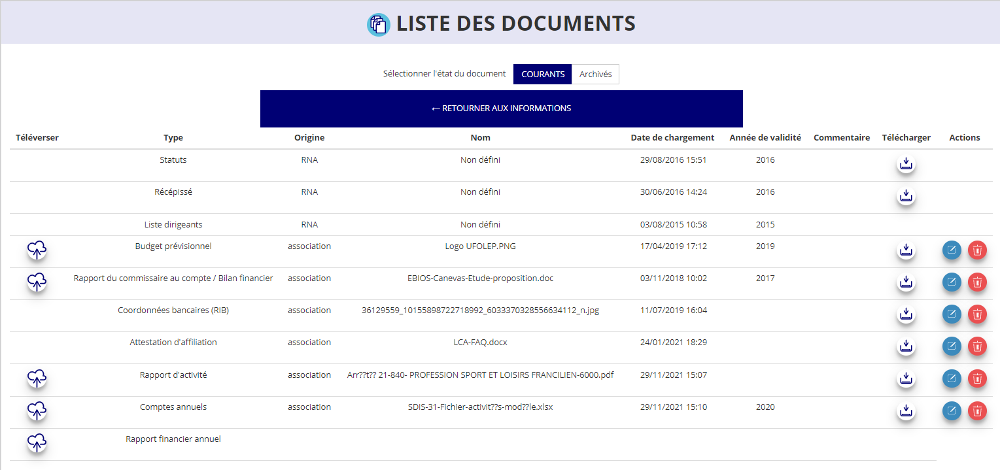 LISTE DES DOCUMENTS
Sélectionner l'état du document COURANTS Archivés
← RETOURNER AUX INFORMATIONS
Téléverser Type Origine Nom Date de chargement Année de validité Commentaire Télécharger Actions
Statuts RNA Non défini 29/08/2016 15:51 2016
Récépissé RNA Non défini 30/06/2016 14:24 2016
Liste dirigeants RNA Non défini 03/08/2015 10:58 2015
Budget prévisionnel association Logo UFOLEP.PNG 17/04/2019 17:12 2019
Rapport du commissaire au compte / Bilan financier association EBIOS-Canevas-Etude-proposition.doc 03/11/2018 10:02 2017
Coordonnées bancaires (RIB) association 36129559_10155898722718992_6033370328556634112_n.jpg 11/07/2019 16:04
Attestation d'affiliation association LCA-FAQ.docx 24/01/2021 18:29
Rapport d'activité association Arr??t?? 21-840- PROFESSION SPORT ET LOISIRS FRANCILIEN-6000.pdf 29/11/2021 15:07
Comptes annuels association SDIS-31-Fichier-activit??s-mod??le.xlsx 29/11/2021 15:10 2020
Rapport financier annuel